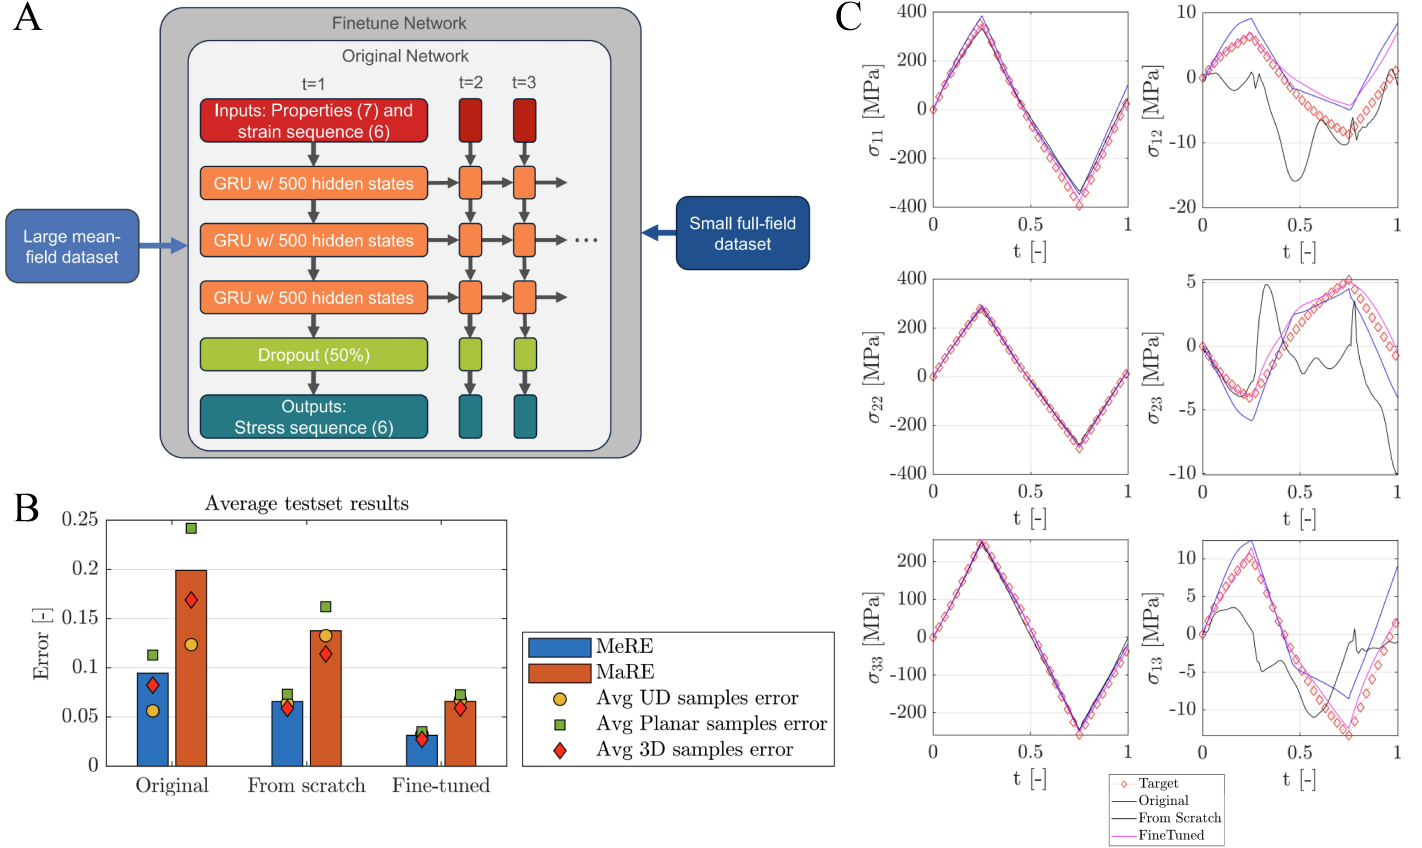 A
Finetune Network
Original Network
t=1
t=2
t=3
Inputs: Properties (7) and
strain sequence (6)
GRU w/ 500 hidden states
GRU w/ 500 hidden states
GRU w/ 500 hidden states
Dropout (50%)
Outputs:
Stress sequence (6)
Large mean-
field dataset
Small full-field
dataset
B
Average testset results
0.25
0.2
0.15
0.1
0.05
0
Error [-]
Original
From scratch
Fine-tuned
MeRE
MaRE
Avg UD samples error
Avg Planar samples error
Avg 3D samples error
C
400
200
0
-200
-400
σ11 [MPa]
0
0.5
1
t [-]
10
0
-10
-20
σ12 [MPa]
0
0.5
1
t [-]
400
200
0
-200
-400
σ22 [MPa]
0
0.5
1
t [-]
5
0
-5
-10
σ23 [MPa]
0
0.5
1
t [-]
200
100
0
-100
-200
σ33 [MPa]
0
0.5
1
t [-]
10
5
0
-5
-10
σ13 [MPa]
0
0.5
1
t [-]
Target
Original
From Scratch
FineTuned